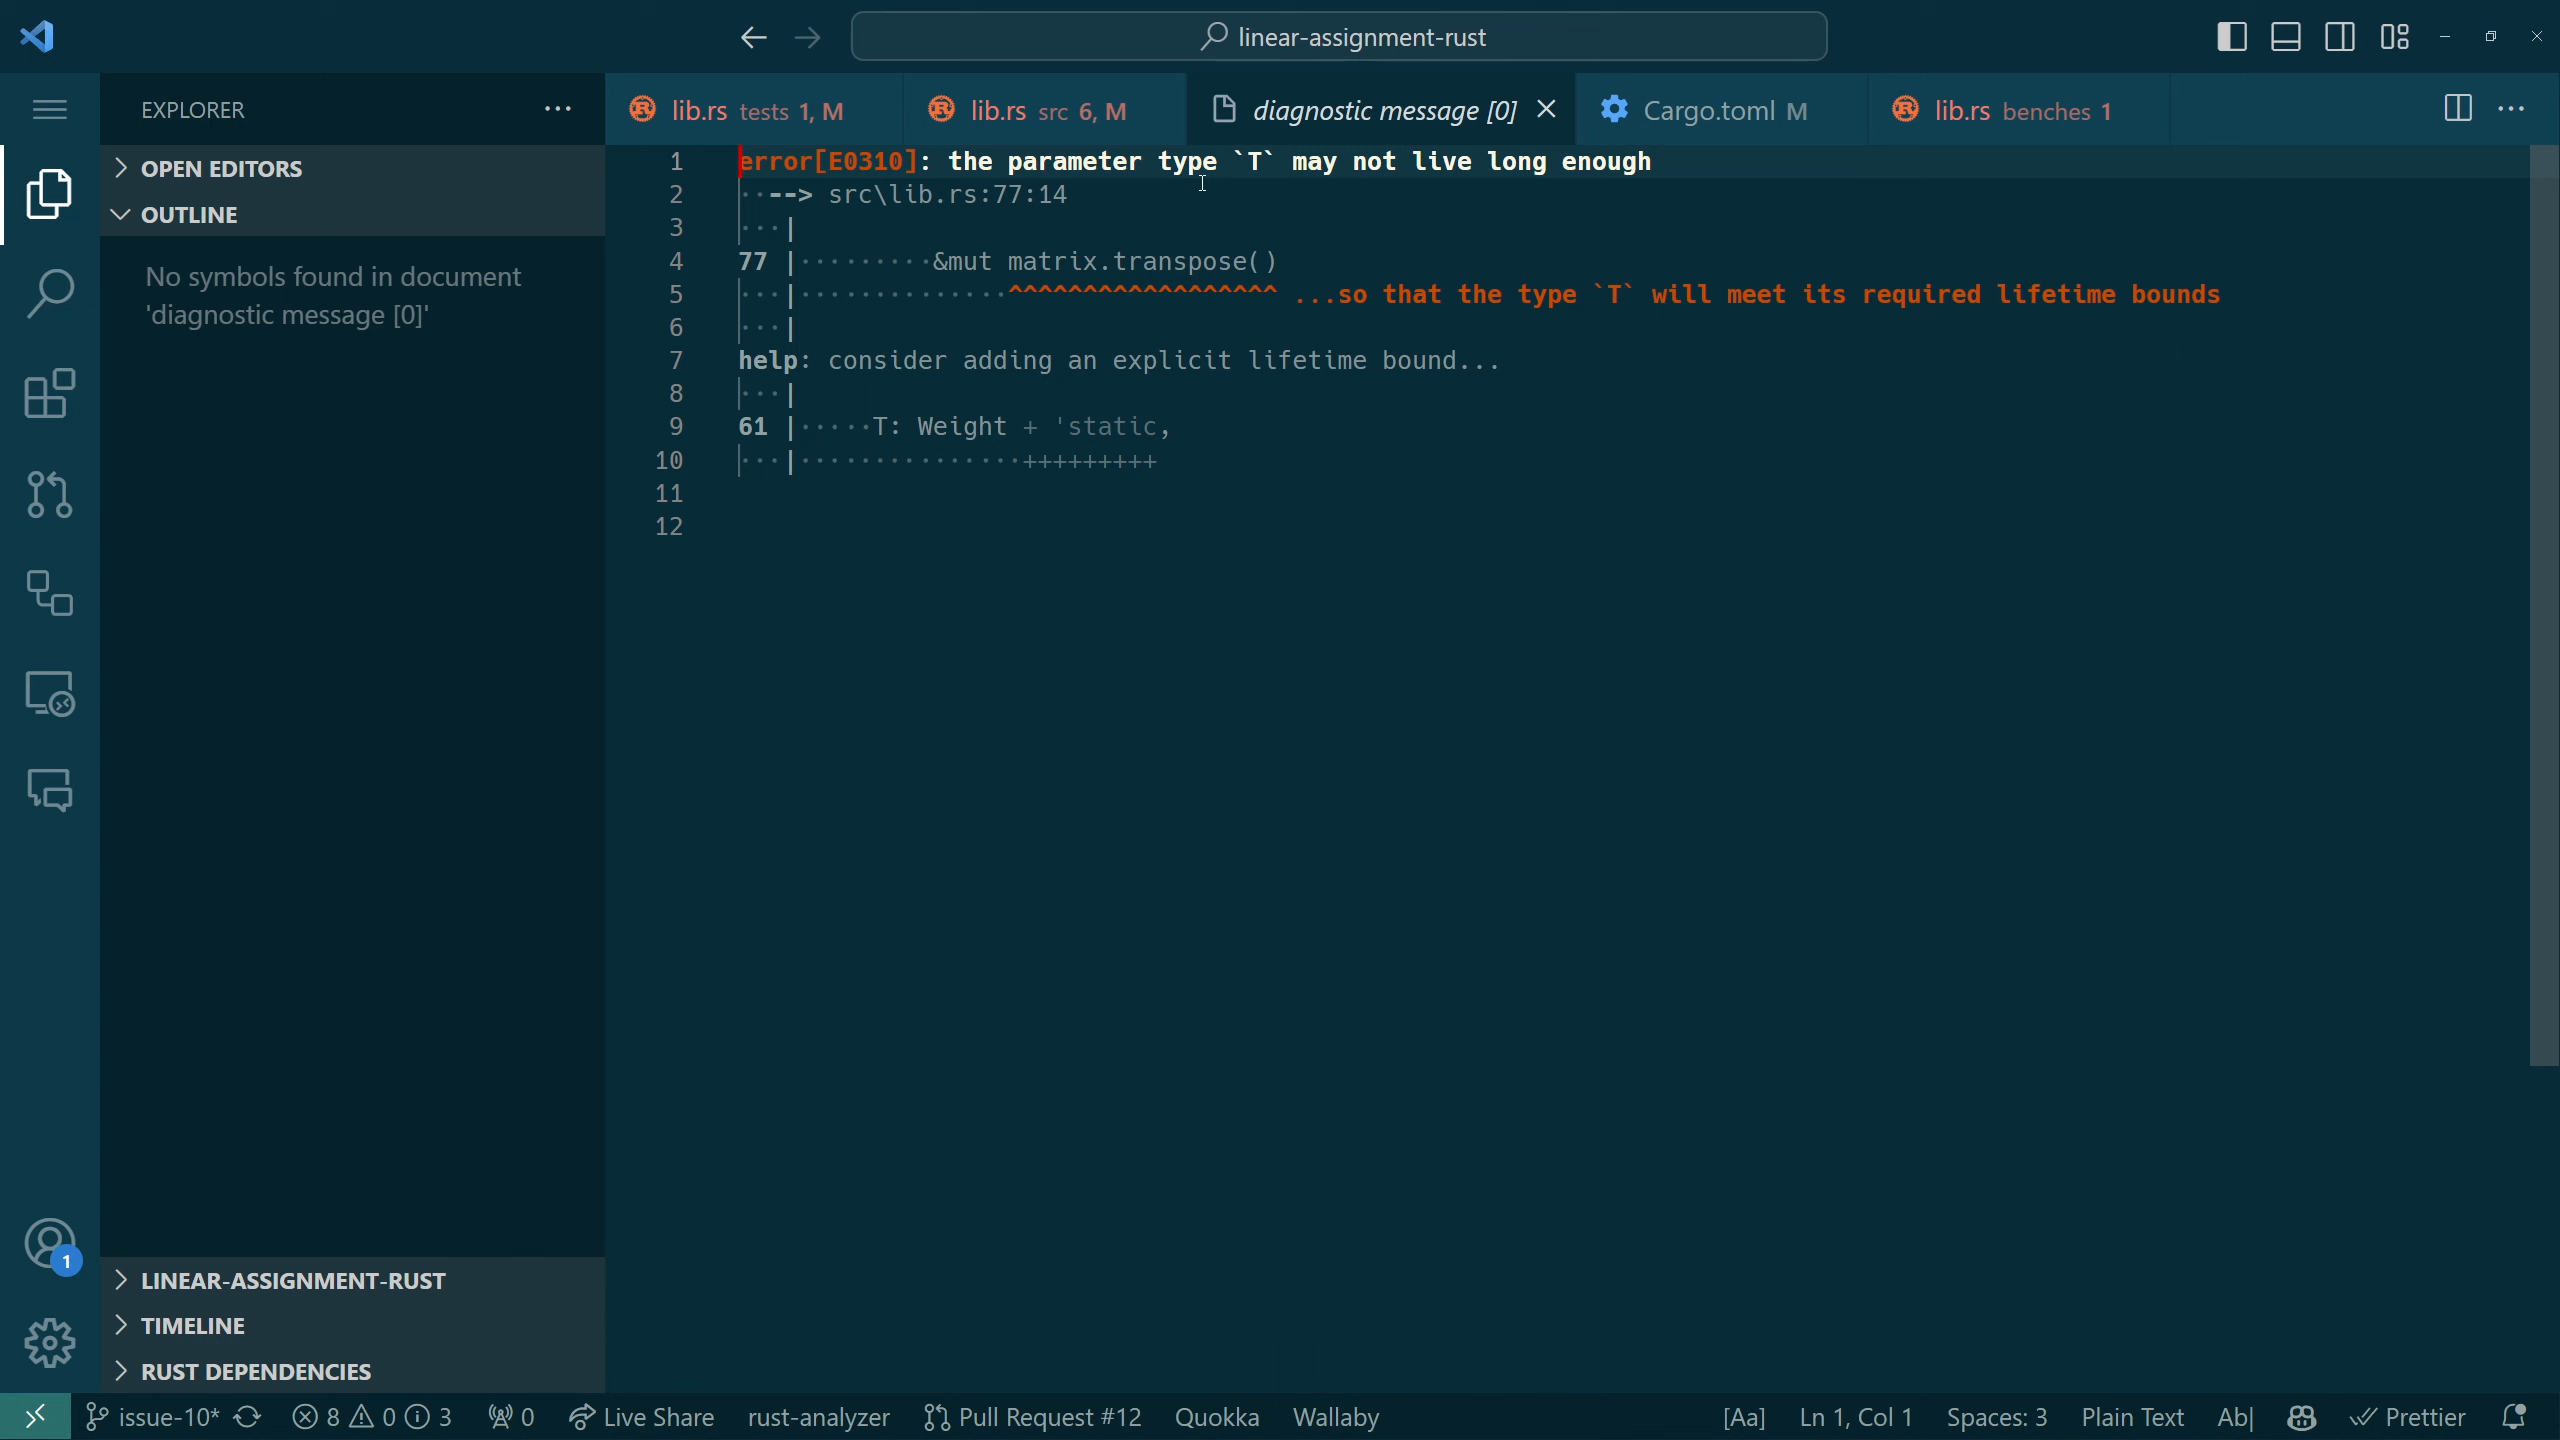 linear-assignment-rust
EXPLORER
OPEN EDITORS
OUTLINE
No symbols found in document
'diagnostic message [0]'
LINEAR-ASSIGNMENT-RUST
TIMELINE
RUST DEPENDENCIES
1
lib.rs tests 1, M
lib.rs src 6, M
diagnostic message [0]
Cargo.toml M
lib.rs benches 1
1 error[E0310]: the parameter type `T` may not live long enough
2 ··--> src\lib.rs:77:14
3 ···|
4 77 |·········&mut matrix.transpose()
5 ···|··············^^^^^^^^^^^^^^^^^^ ...so that the type `T` will meet its required lifetime bounds
6 ···|
7 help: consider adding an explicit lifetime bound...
8 ···|
9 61 |·····T: Weight + 'static,
10 ···|···············+++++++++
11
12
issue-10* 8 0 3 0 Live Share rust-analyzer Pull Request #12 Quokka Wallaby [Aa] Ln 1, Col 1 Spaces: 3 Plain Text Ab| Prettier